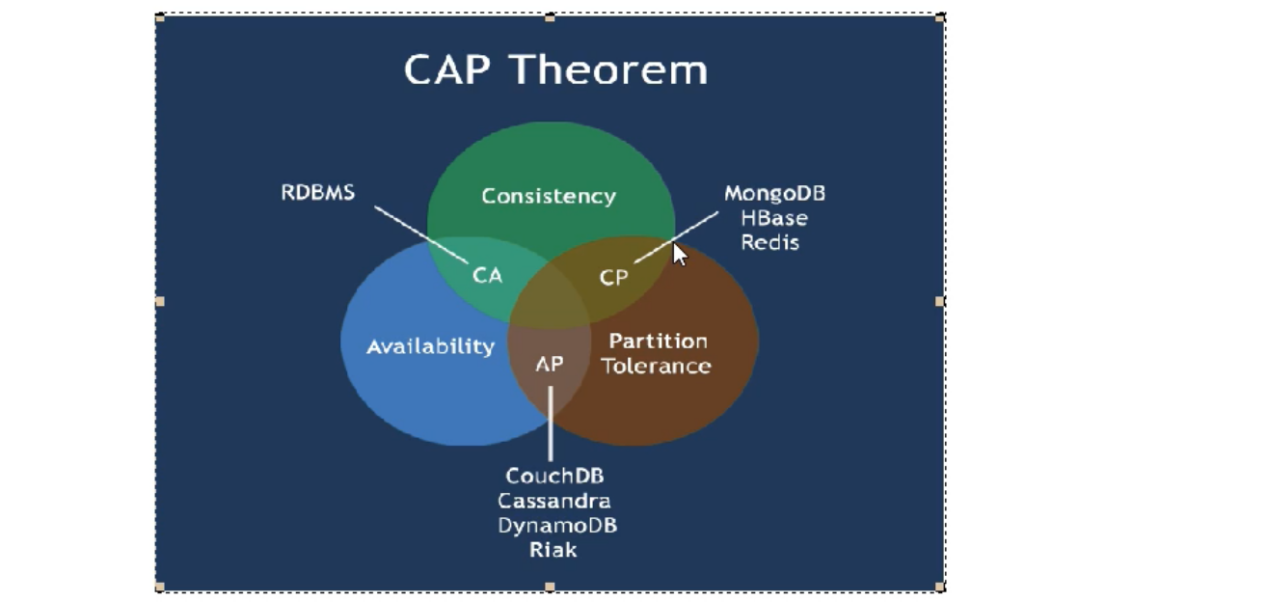 CAP Theorem
Consistency
RDBMS
MongoDB
HBase
Redis
CA
CP
Availability
Partition
Tolerance
AP
CouchDB
Cassandra
DynamoDB
Riak